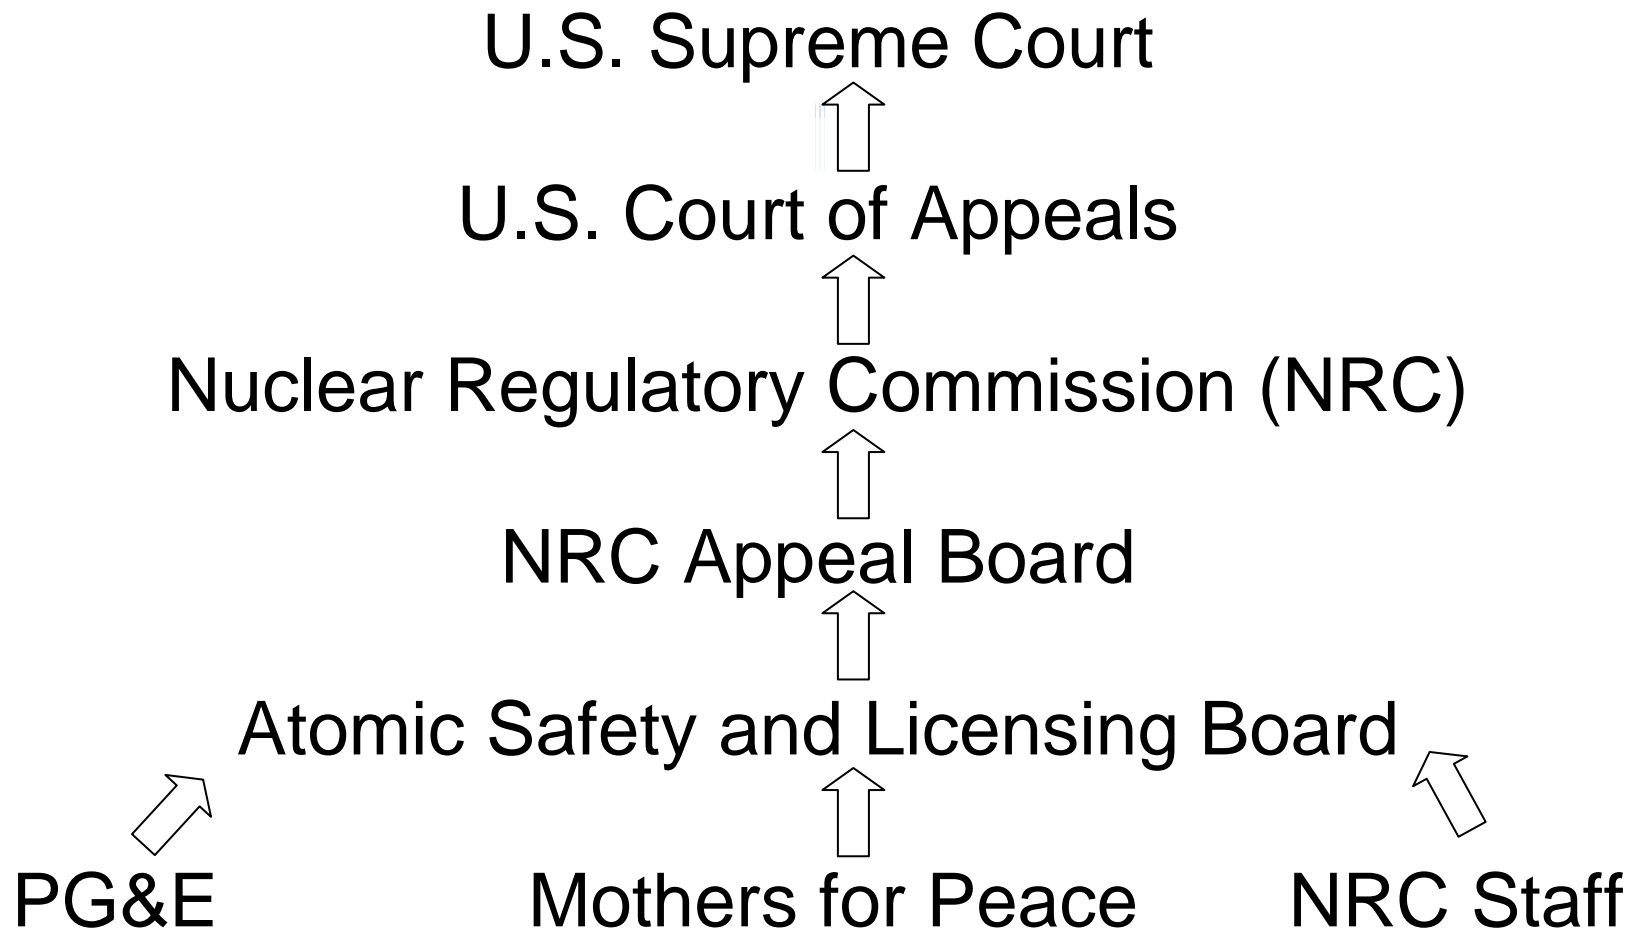 U.S. Supreme Court
U.S. Court of Appeals
Nuclear Regulatory Commission (NRC)
NRC Appeal Board
Atomic Safety and Licensing Board
PG&E Mothers for Peace NRC Staff